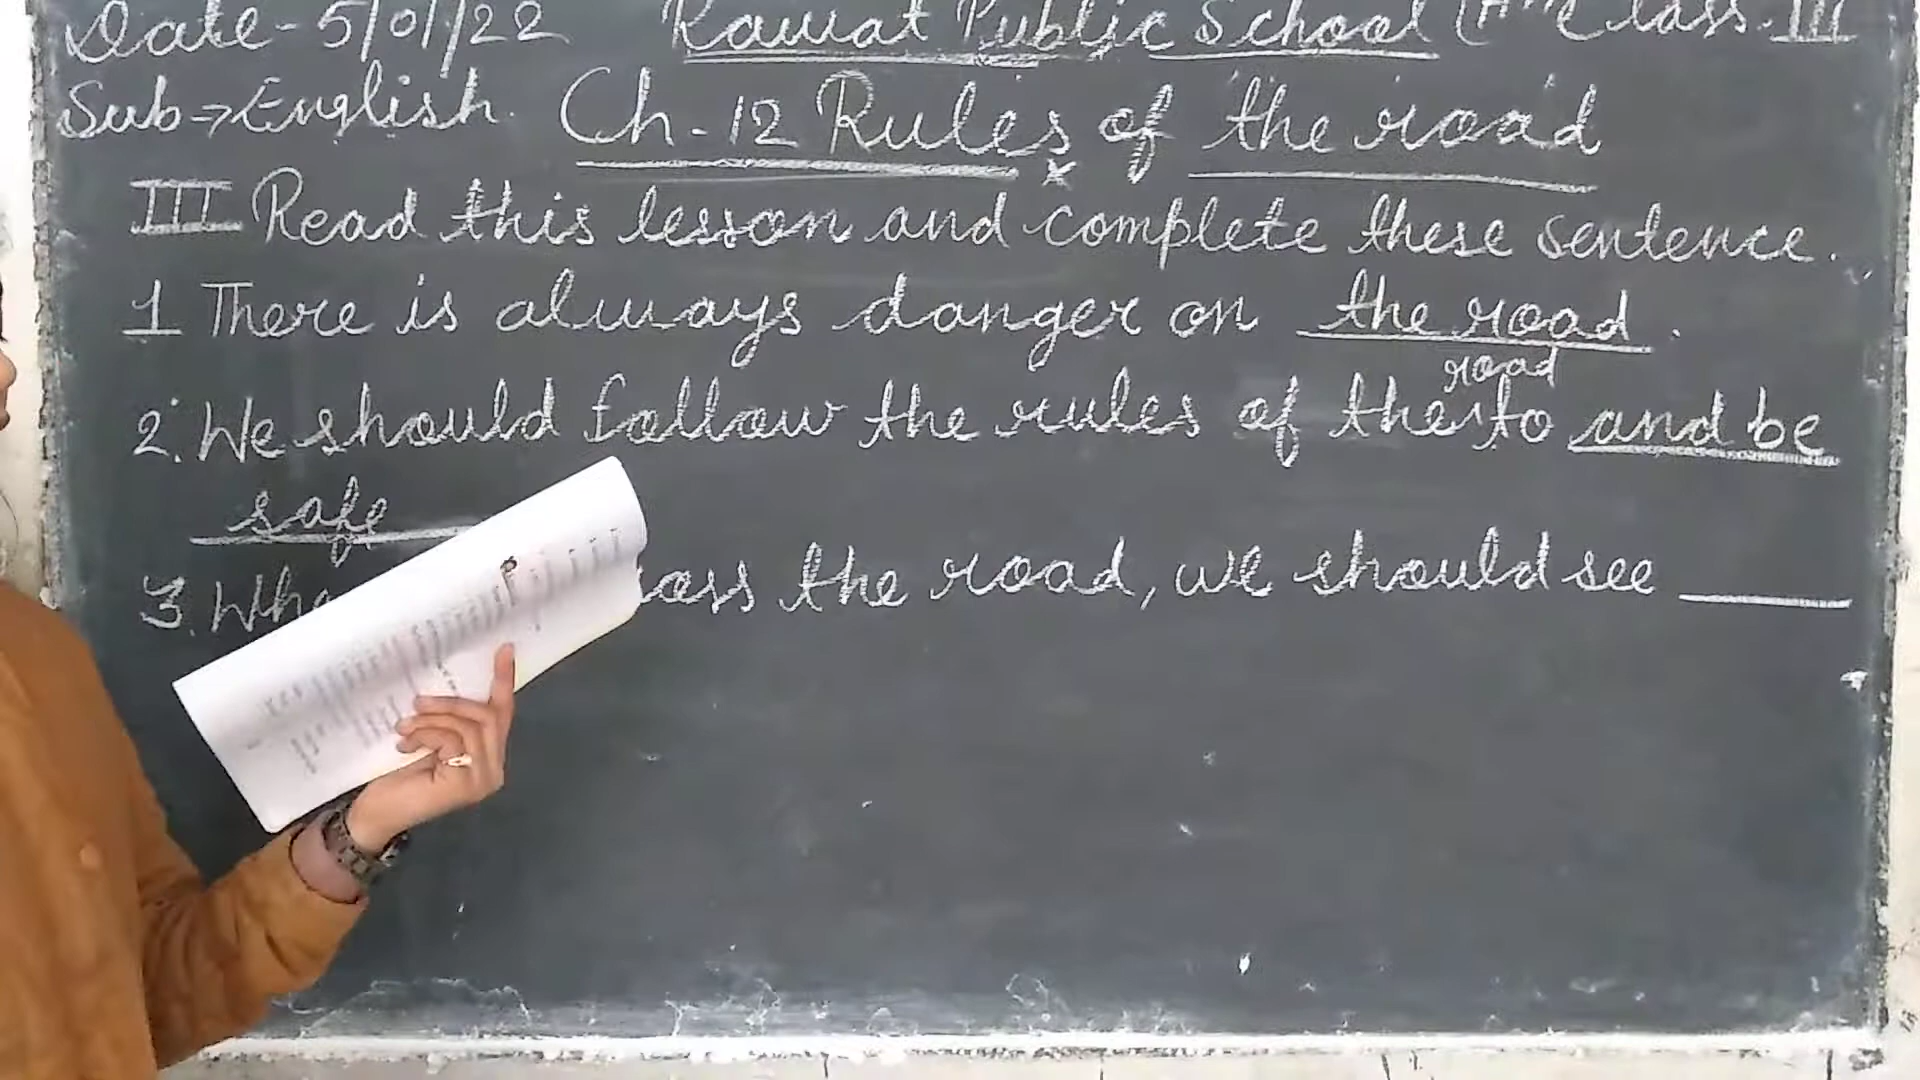 Date- 5/01/22 Rawat Public School Class- III
Sub→English. Ch-12 Rules of the road
III Read this lesson and complete these sentence.
1 There is always danger on the road.
road
2. We should follow the rules of the to and be
safe
3. the road, we should see ____